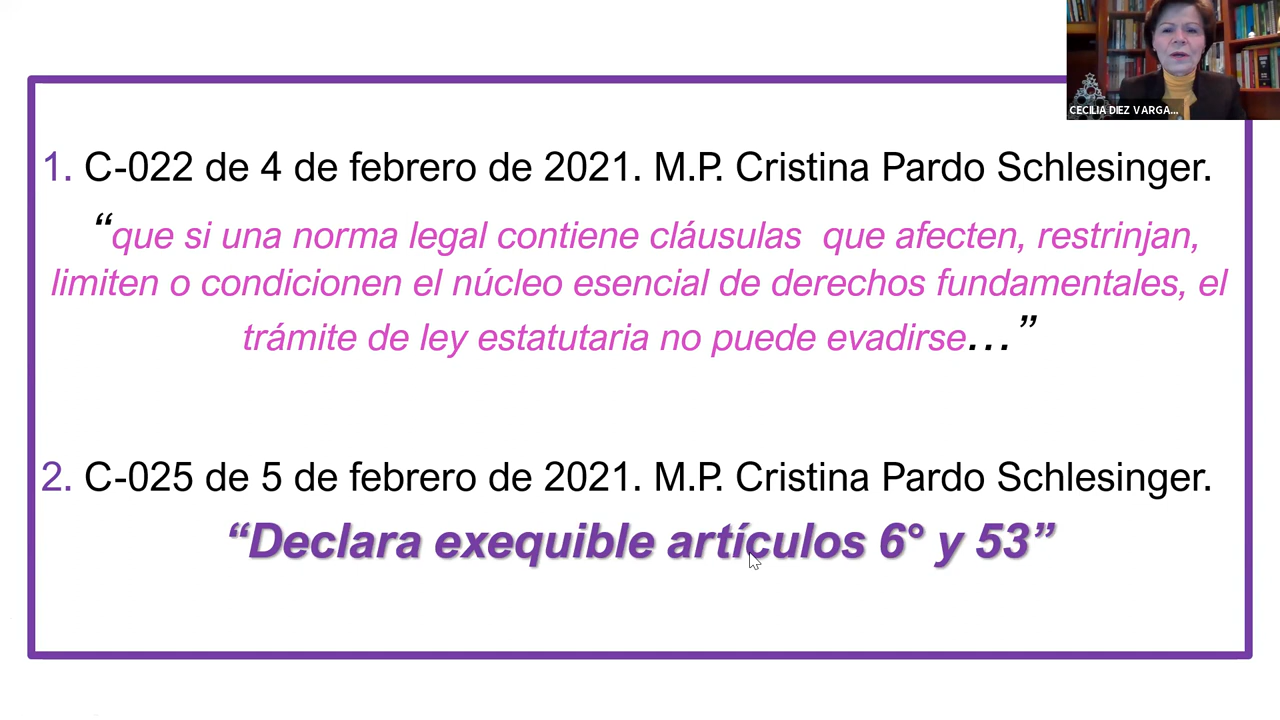 CECILIA DIEZ VARGA...
1. C-022 de 4 de febrero de 2021. M.P. Cristina Pardo Schlesinger.
“que si una norma legal contiene cláusulas que afecten, restrinjan,
limiten o condicionen el núcleo esencial de derechos fundamentales, el
trámite de ley estatutaria no puede evadirse...”
2. C-025 de 5 de febrero de 2021. M.P. Cristina Pardo Schlesinger.
“Declara exequible artículos 6° y 53”